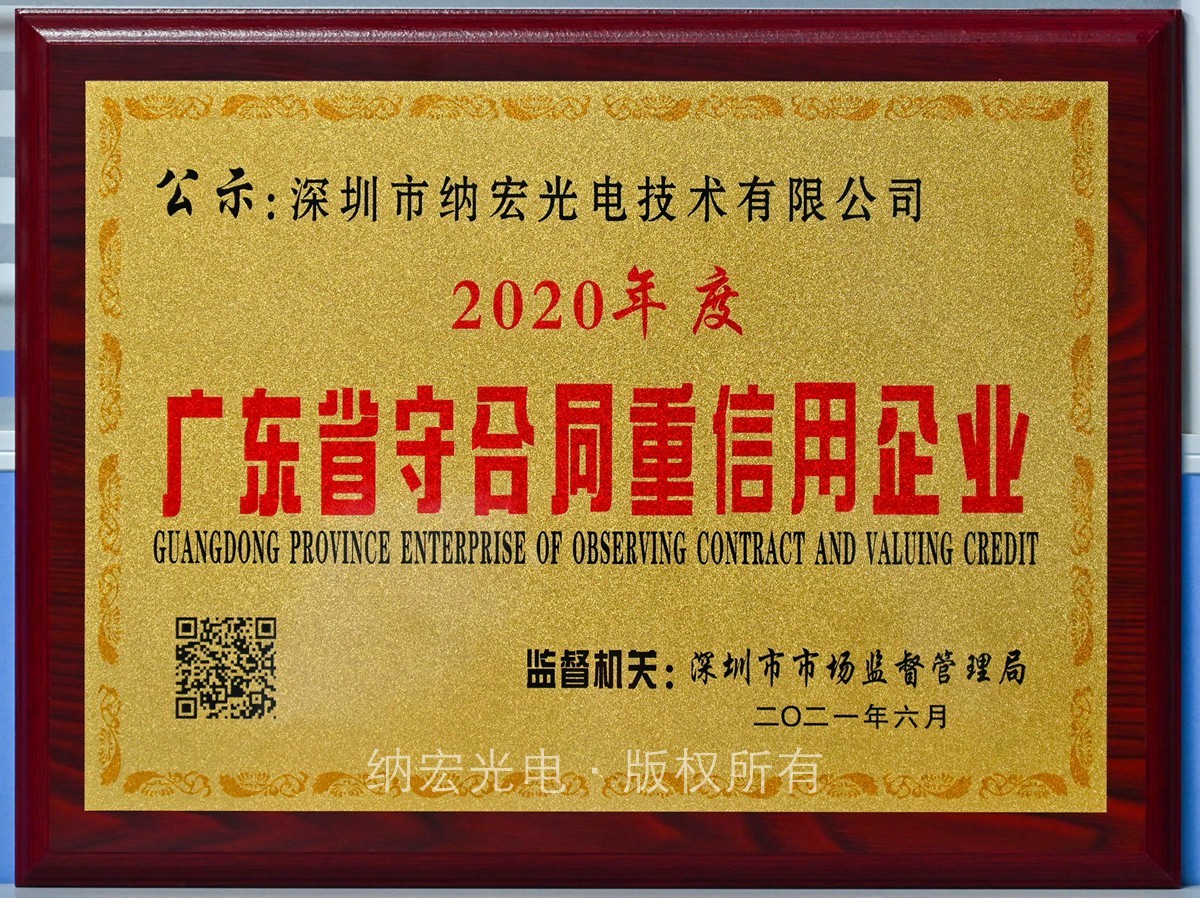 公示:深圳市纳宏光电技术有限公司
2020年度
广东省守合同重信用企业
GUANGDONG PROVINCE ENTERPRISE OF OBSERVING CONTRACT AND VALUING CREDIT
监督机关:深圳市市场监督管理局
二〇二一年六月
纳宏光电·版权所有